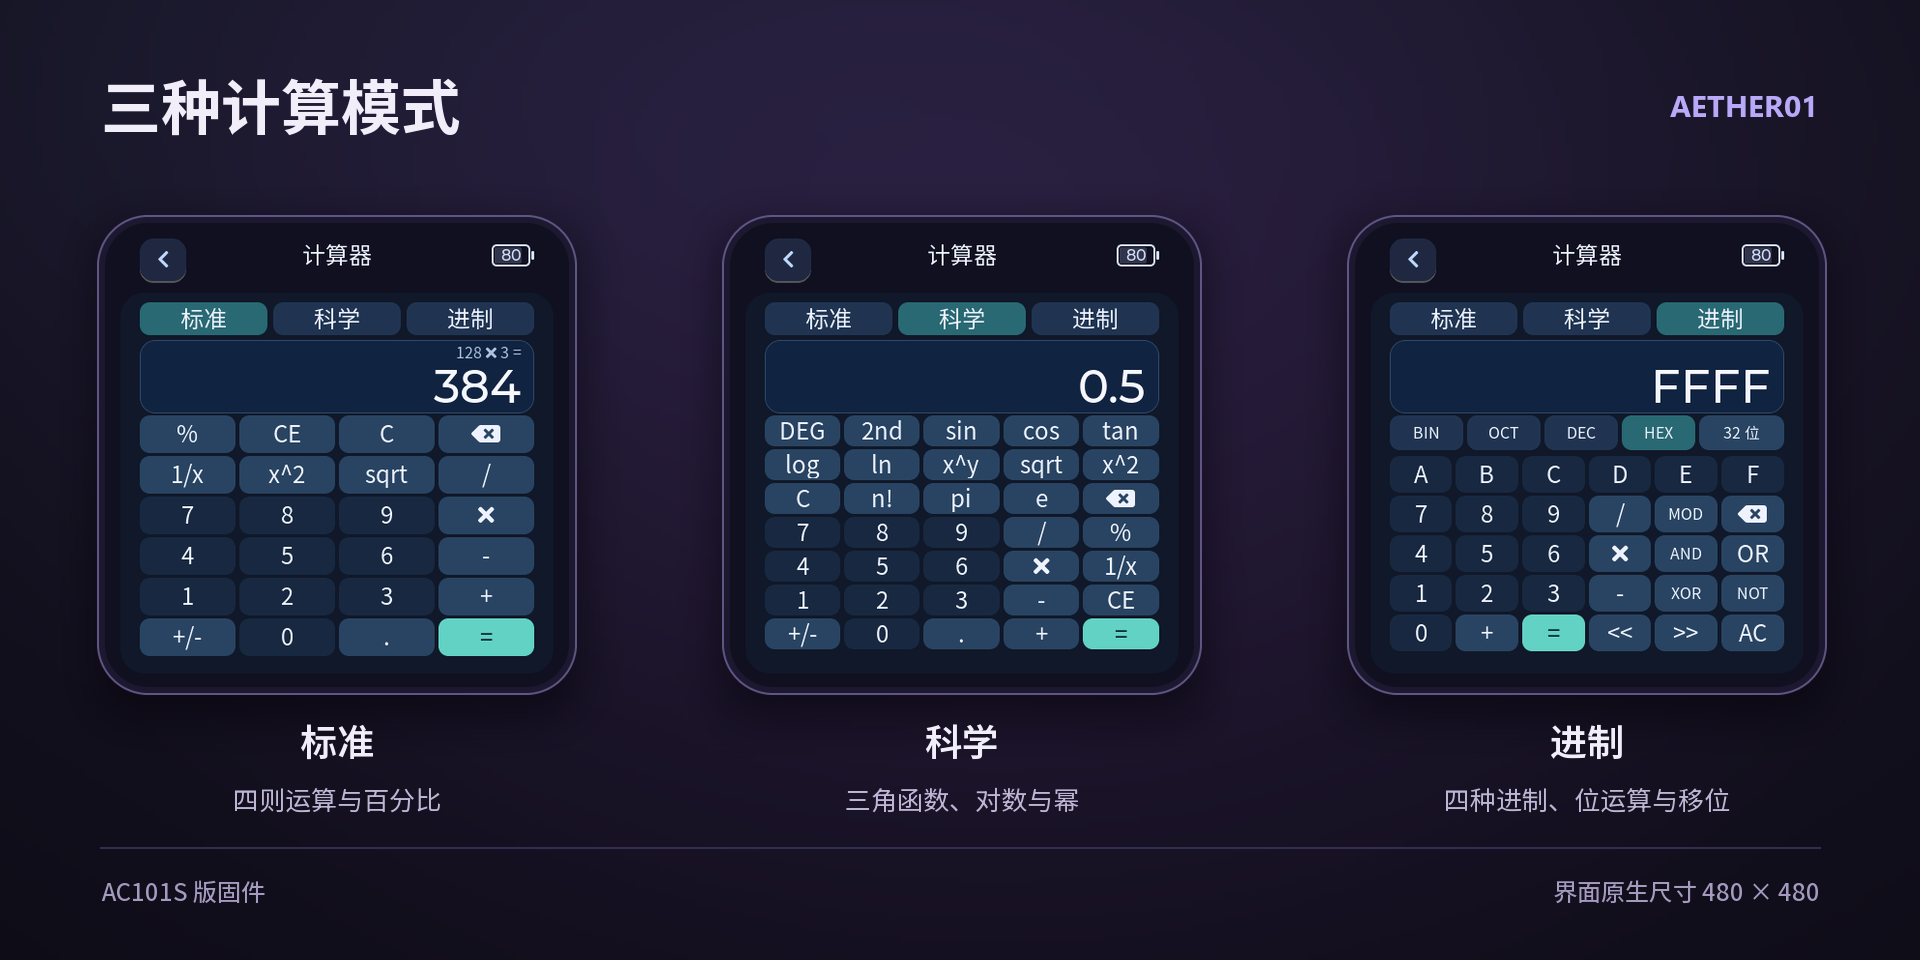 三种计算模式
AETHER01
计算器
80
标准 科学 进制
128 × 3 =
384
% CE C
1/x x^2 sqrt /
7 8 9 ×
4 5 6 -
1 2 3 +
+/- 0 . =
标准
四则运算与百分比
计算器
80
标准 科学 进制
0.5
DEG 2nd sin cos tan
log ln x^y sqrt x^2
C n! pi e
7 8 9 / %
4 5 6 × 1/x
1 2 3 - CE
+/- 0 . + =
科学
三角函数、对数与幂
计算器
80
标准 科学 进制
FFFF
BIN OCT DEC HEX 32 位
A B C D E F
7 8 9 / MOD
4 5 6 × AND OR
1 2 3 - XOR NOT
0 + = << >> AC
进制
四种进制、位运算与移位
AC101S 版固件
界面原生尺寸 480 × 480